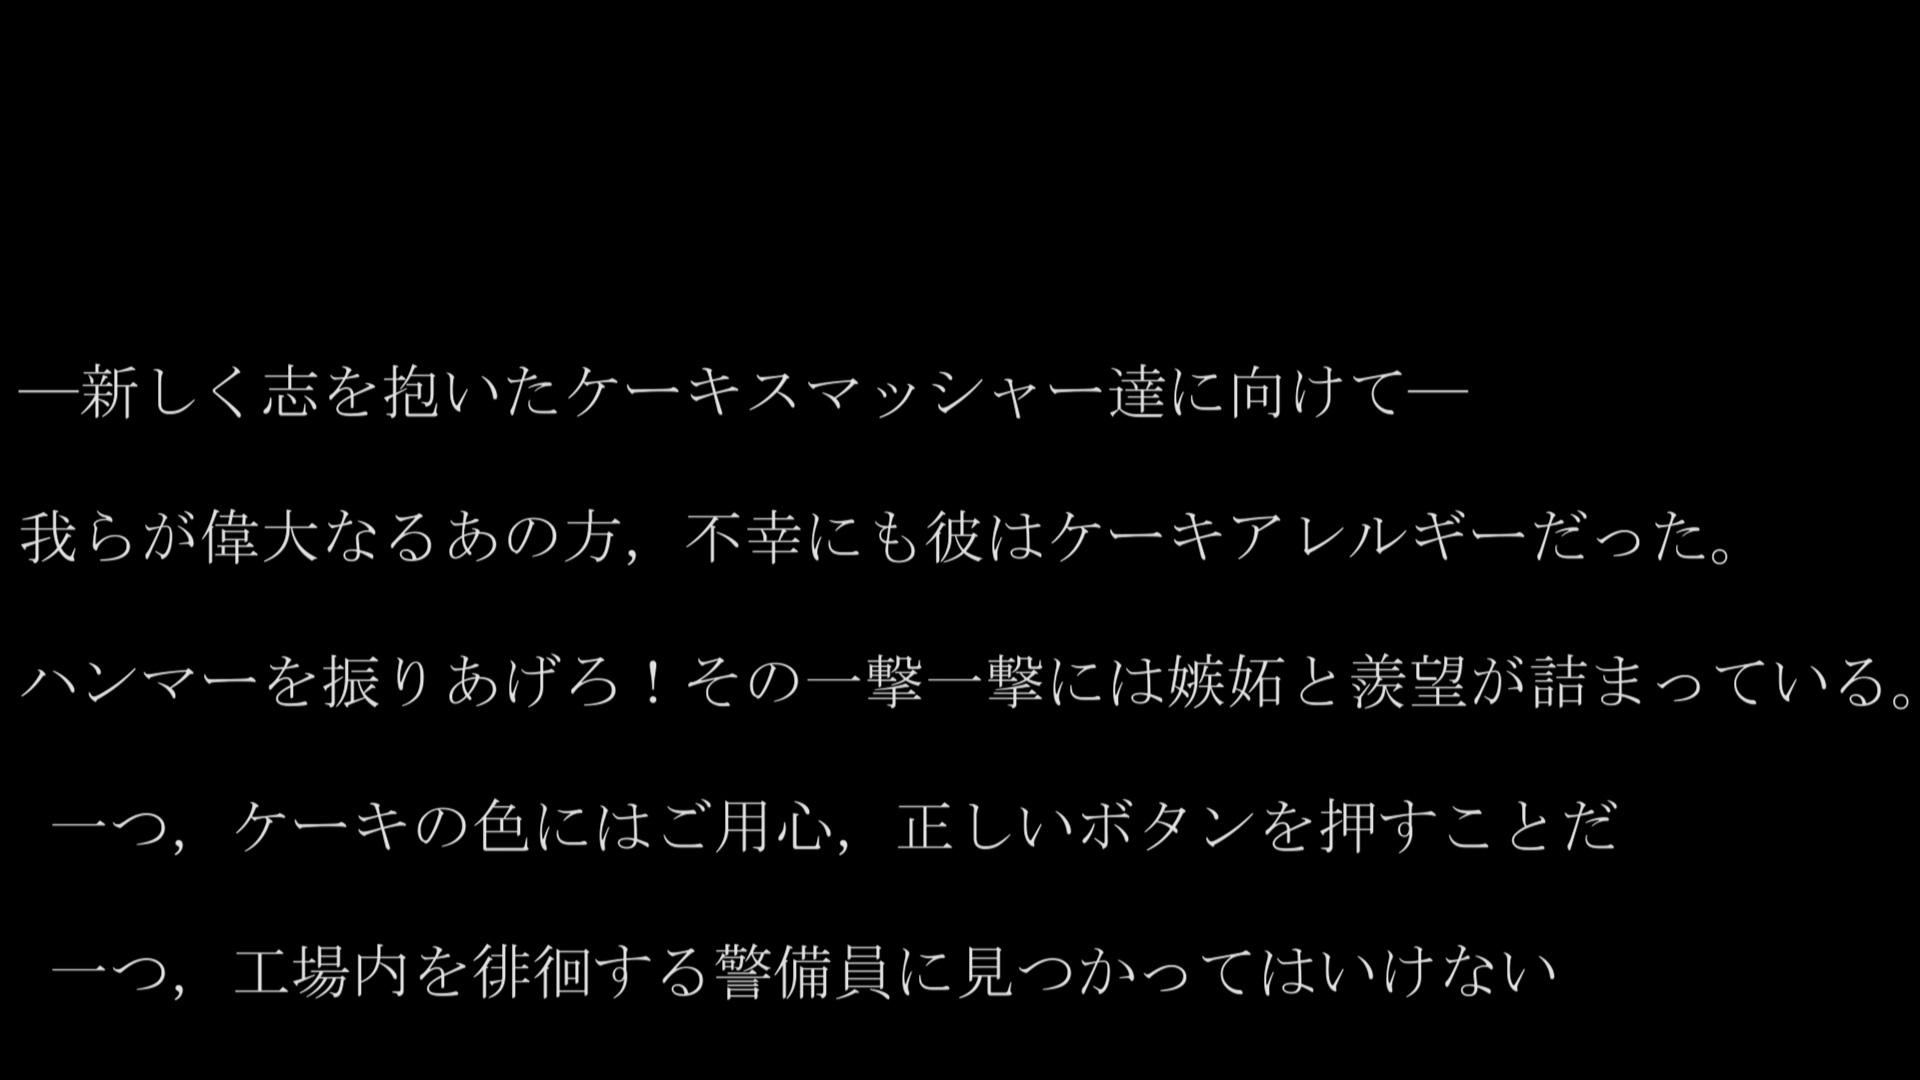 ―新しく志を抱いたケーキスマッシャー達に向けて―
我らが偉大なるあの方，不幸にも彼はケーキアレルギーだった。
ハンマーを振りあげろ！その一撃一撃には嫉妬と羨望が詰まっている。
一つ，ケーキの色にはご用心，正しいボタンを押すことだ
一つ，工場内を徘徊する警備員に見つかってはいけない